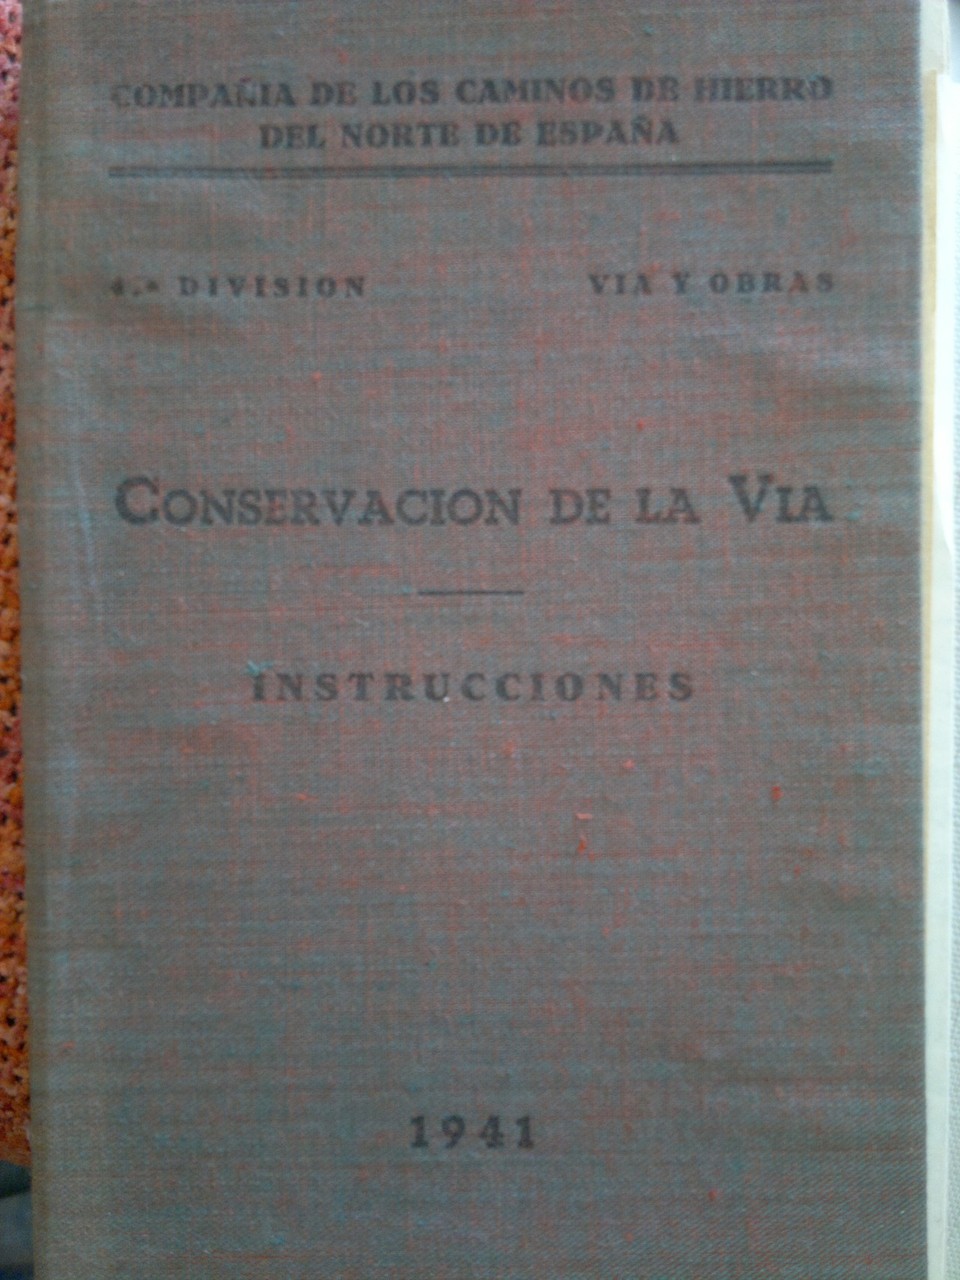 COMPAÑIA DE LOS CAMINOS DE HIERRO
DEL NORTE DE ESPAÑA
4.ª DIVISION VIA Y OBRAS
CONSERVACION DE LA VIA
INSTRUCCIONES
1941